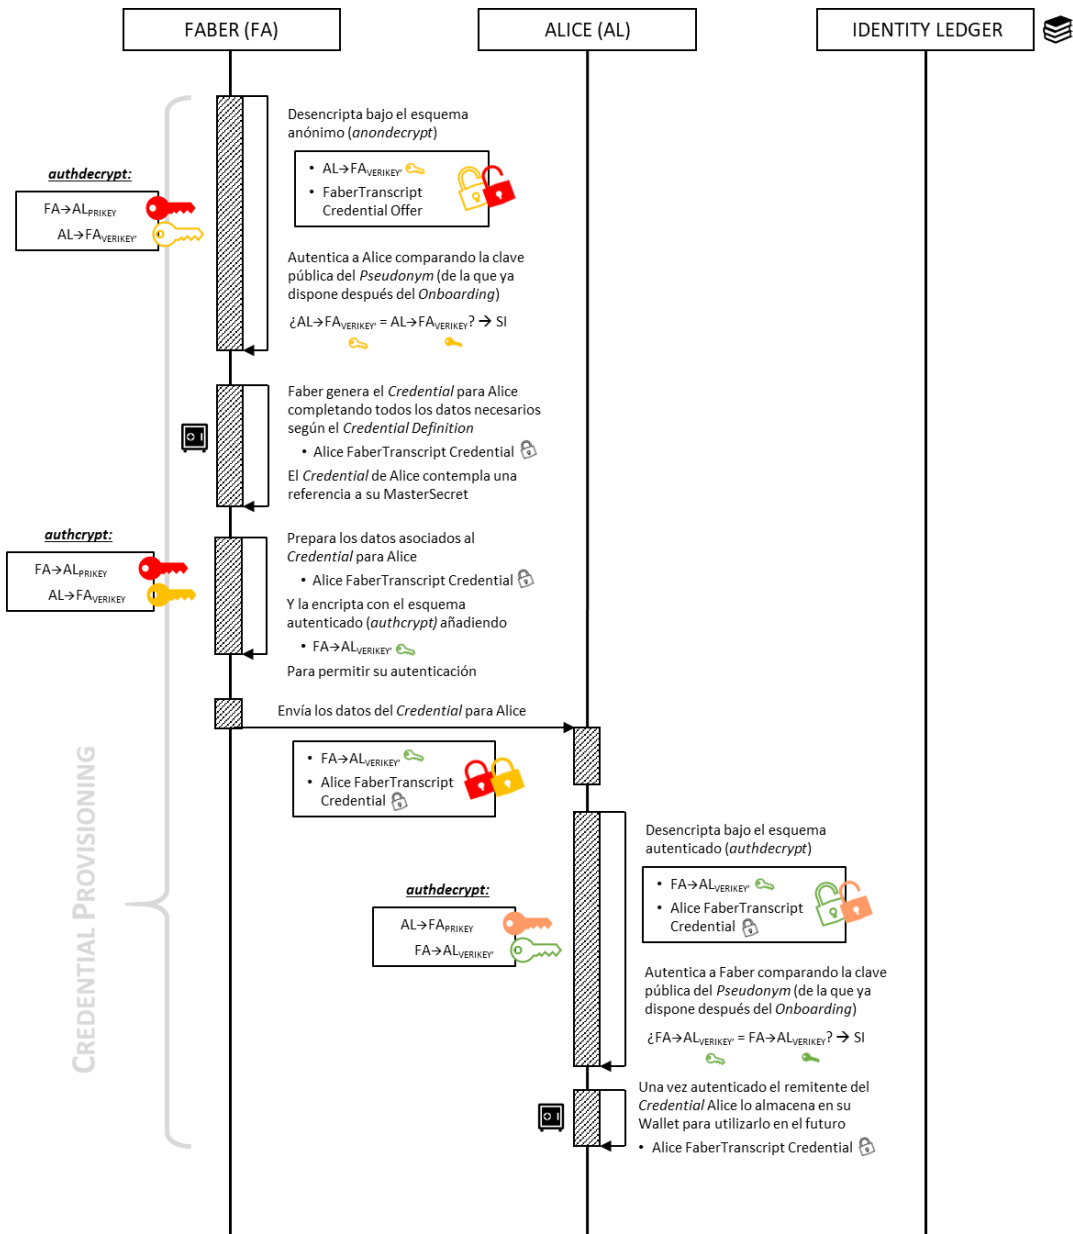 FABER (FA)
ALICE (AL)
IDENTITY LEDGER
Desencripta bajo el esquema
anónimo (anondecrypt)
• AL→FAVERIKEY'
• FaberTranscript
Credential Offer
authdecrypt:
FA→ALPRIKEY
AL→FAVERIKEY'
Autentica a Alice comparando la clave
pública del Pseudonym (de la que ya
dispone después del Onboarding)
¿AL→FAVERIKEY' = AL→FAVERIKEY? → SI
Faber genera el Credential para Alice
completando todos los datos necesarios
según el Credential Definition
• Alice FaberTranscript Credential
El Credential de Alice contempla una
referencia a su MasterSecret
authcrypt:
FA→ALPRIKEY
AL→FAVERIKEY
Prepara los datos asociados al
Credential para Alice
• Alice FaberTranscript Credential
Y la encripta con el esquema
autenticado (authcrypt) añadiendo
• FA→ALVERIKEY'
Para permitir su autenticación
Envía los datos del Credential para Alice
• FA→ALVERIKEY'
• Alice FaberTranscript
Credential
CREDENTIAL PROVISIONING
Desencripta bajo el esquema
autenticado (authdecrypt)
• FA→ALVERIKEY'
• Alice FaberTranscript
Credential
authdecrypt:
AL→FAPRIKEY
FA→ALVERIKEY'
Autentica a Faber comparando la clave
pública del Pseudonym (de la que ya
dispone después del Onboarding)
¿FA→ALVERIKEY' = FA→ALVERIKEY? → SI
Una vez autenticado el remitente del
Credential Alice lo almacena en su
Wallet para utilizarlo en el futuro
• Alice FaberTranscript Credential